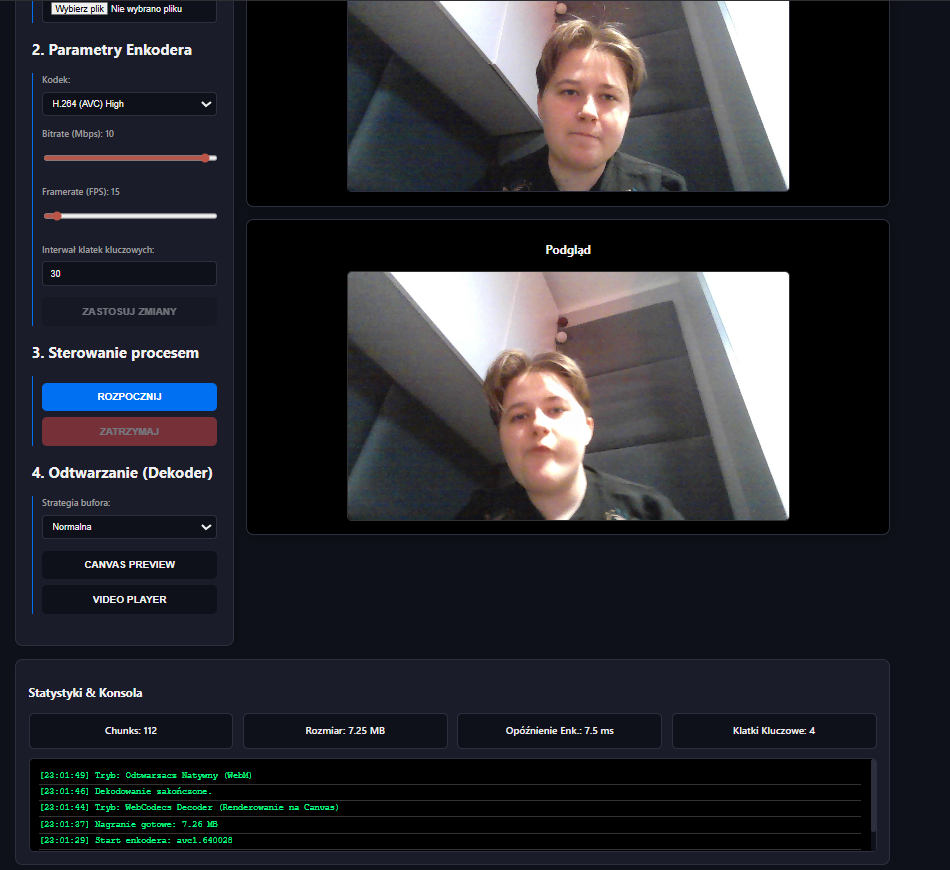 Wybierz plik Nie wybrano pliku
2. Parametry Enkodera
Kodek:
H.264 (AVC) High
Bitrate (Mbps): 10
Framerate (FPS): 15
Interwał klatek kluczowych:
30
ZASTOSUJ ZMIANY
3. Sterowanie procesem
ROZPOCZNIJ
ZATRZYMAJ
4. Odtwarzanie (Dekoder)
Strategia bufora:
Normalna
CANVAS PREVIEW
VIDEO PLAYER
Podgląd
Statystyki & Konsola
Chunks: 112
Rozmiar: 7.25 MB
Opóźnienie Enk.: 7.5 ms
Klatki Kluczowe: 4
[23:01:49] Tryb: Odtwarzacz Natywny (WebM)
[23:01:46] Dekodowanie zakończone.
[23:01:44] Tryb: WebCodecs Decoder (Renderowanie na Canvas)
[23:01:37] Nagranie gotowe: 7.26 MB
[23:01:29] Start enkodera: avc1.640028